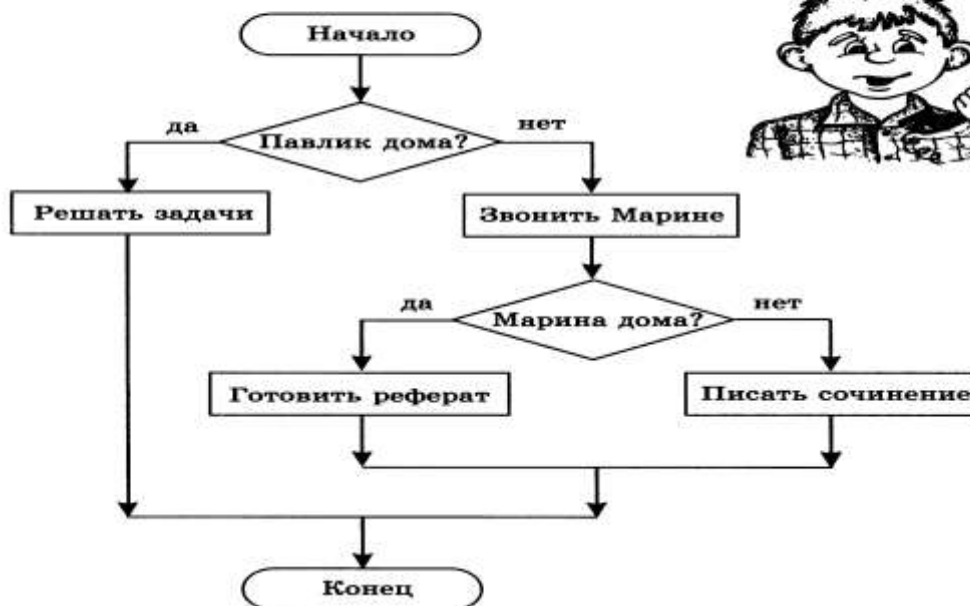 Начало
да
Павлик дома?
нет
Решать задачи
Звонить Марине
да
Марина дома?
нет
Готовить реферат
Писать сочинение
Конец